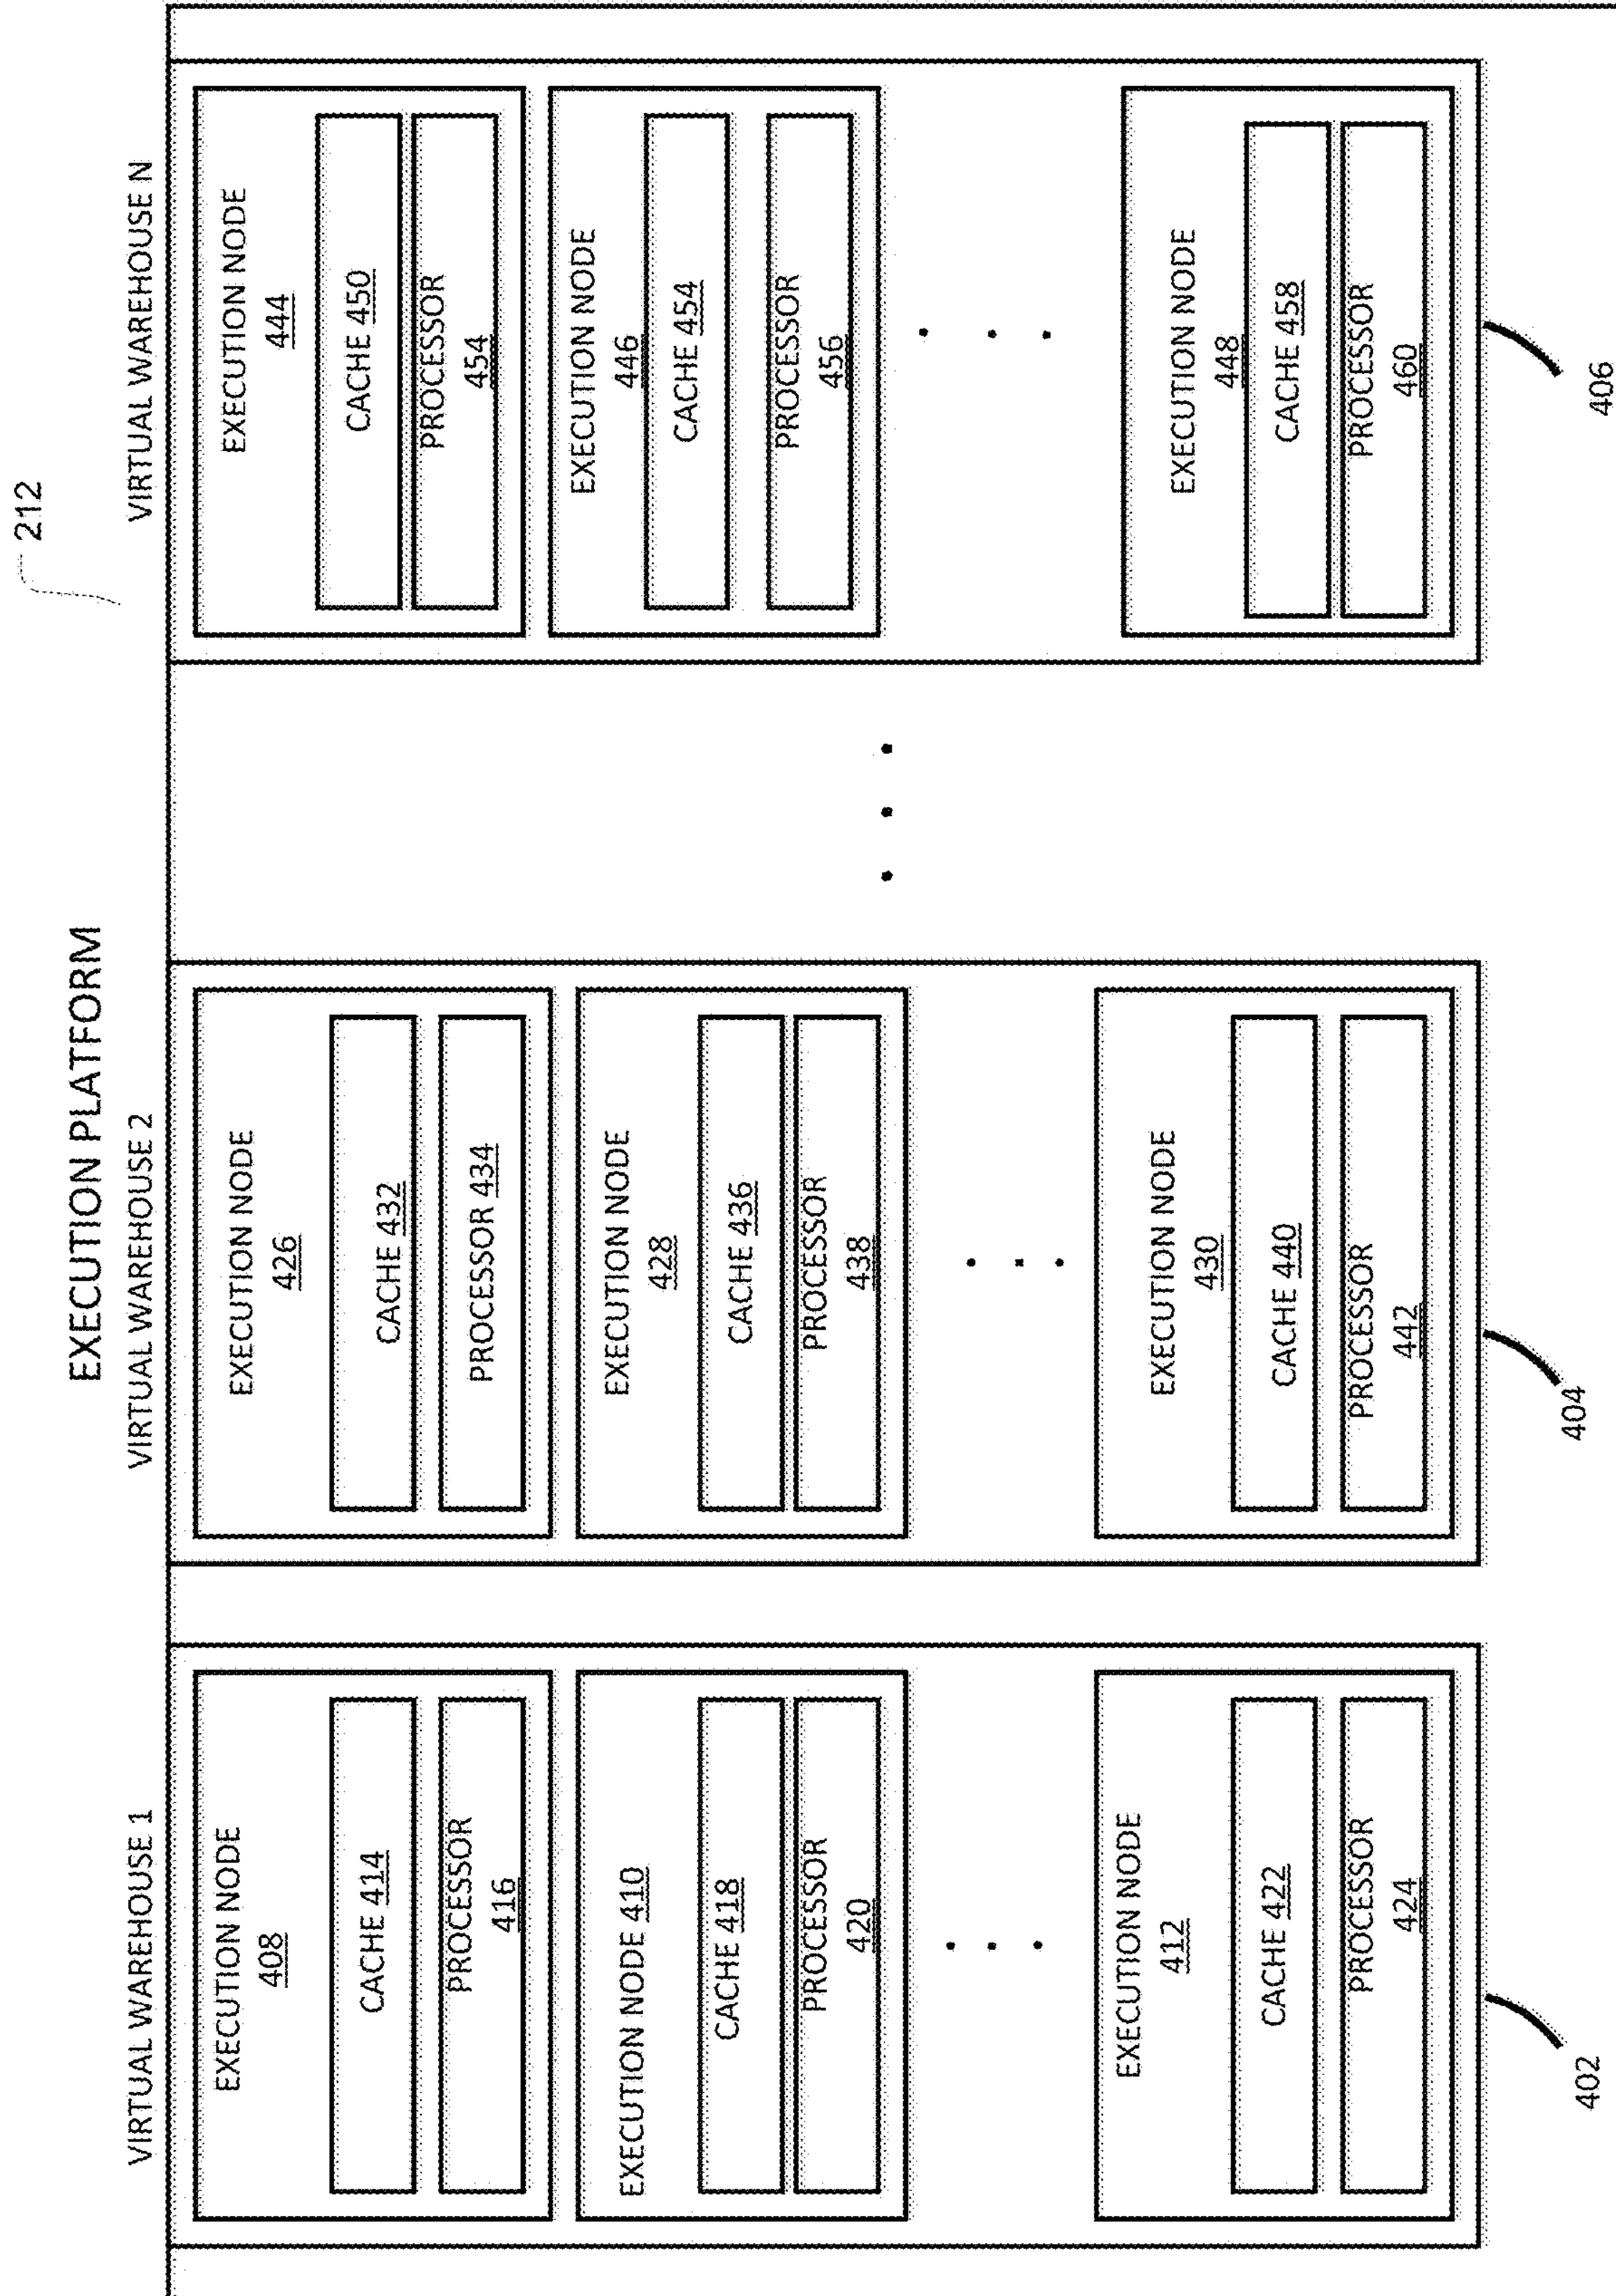 212
EXECUTION PLATFORM
VIRTUAL WAREHOUSE 1
EXECUTION NODE
408
CACHE 414
PROCESSOR
416
EXECUTION NODE 410
CACHE 418
PROCESSOR
420
EXECUTION NODE
412
CACHE 422
PROCESSOR
424
402
VIRTUAL WAREHOUSE 2
EXECUTION NODE
426
CACHE 432
PROCESSOR 434
EXECUTION NODE
428
CACHE 436
PROCESSOR
438
EXECUTION NODE
430
CACHE 440
PROCESSOR
442
404
VIRTUAL WAREHOUSE N
EXECUTION NODE
444
CACHE 450
PROCESSOR
454
EXECUTION NODE
446
CACHE 454
PROCESSOR
456
EXECUTION NODE
448
CACHE 458
PROCESSOR
460
406